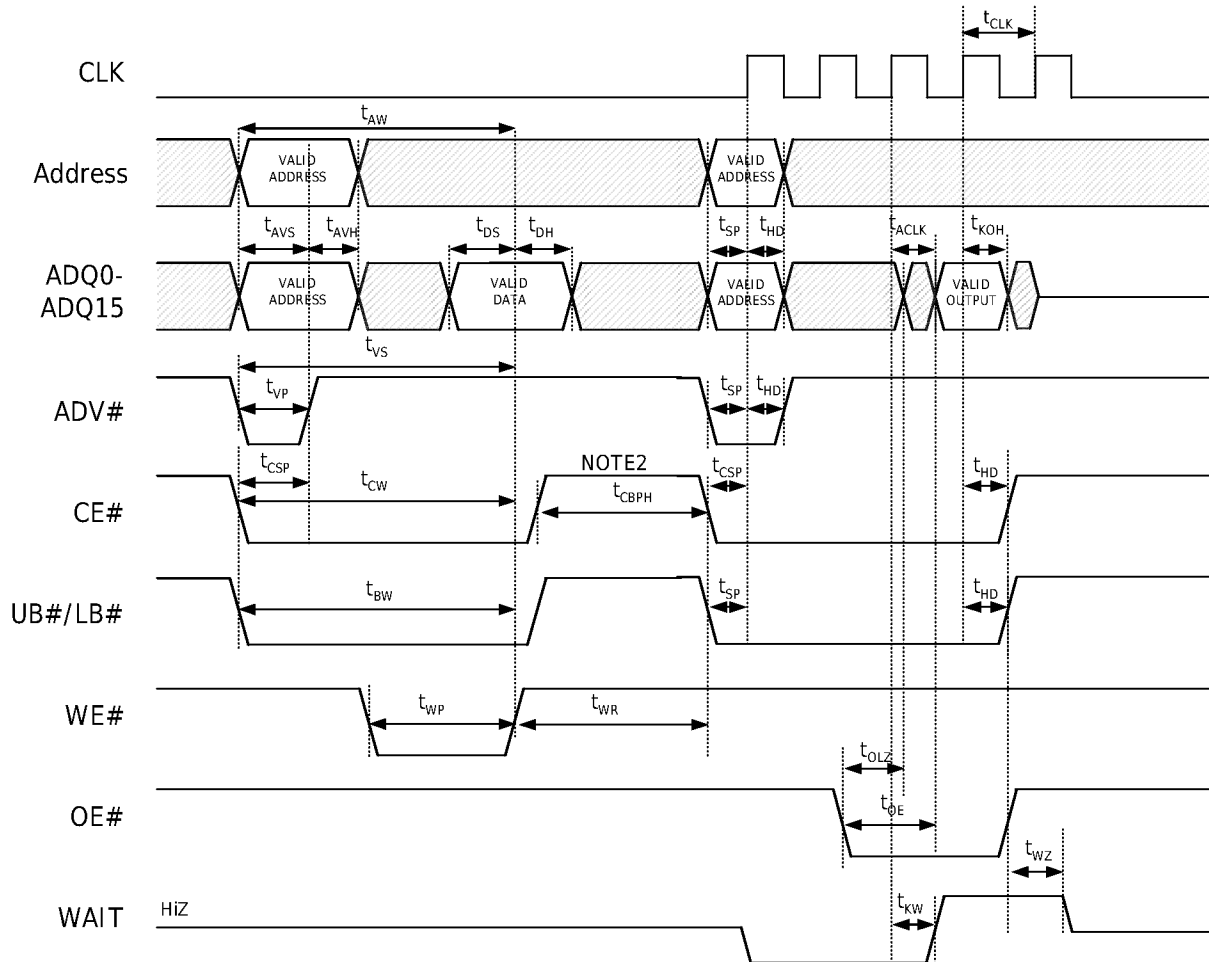 tCLK
CLK
tAW
Address
VALID
ADDRESS
VALID
ADDRESS
tAVS
tAVH
tDS
tDH
tSP
tHD
tACLK
tKOH
ADQ0-
ADQ15
VALID
ADDRESS
VALID
DATA
VALID
ADDRESS
VALID
OUTPUT
tVS
ADV#
tVP
tSP
tHD
CE#
tCSP
tCW
NOTE2
tCBPH
tCSP
tHD
UB#/LB#
tBW
tSP
tHD
WE#
tWP
tWR
OE#
tOLZ
tOE
tWZ
WAIT
HiZ
tKW